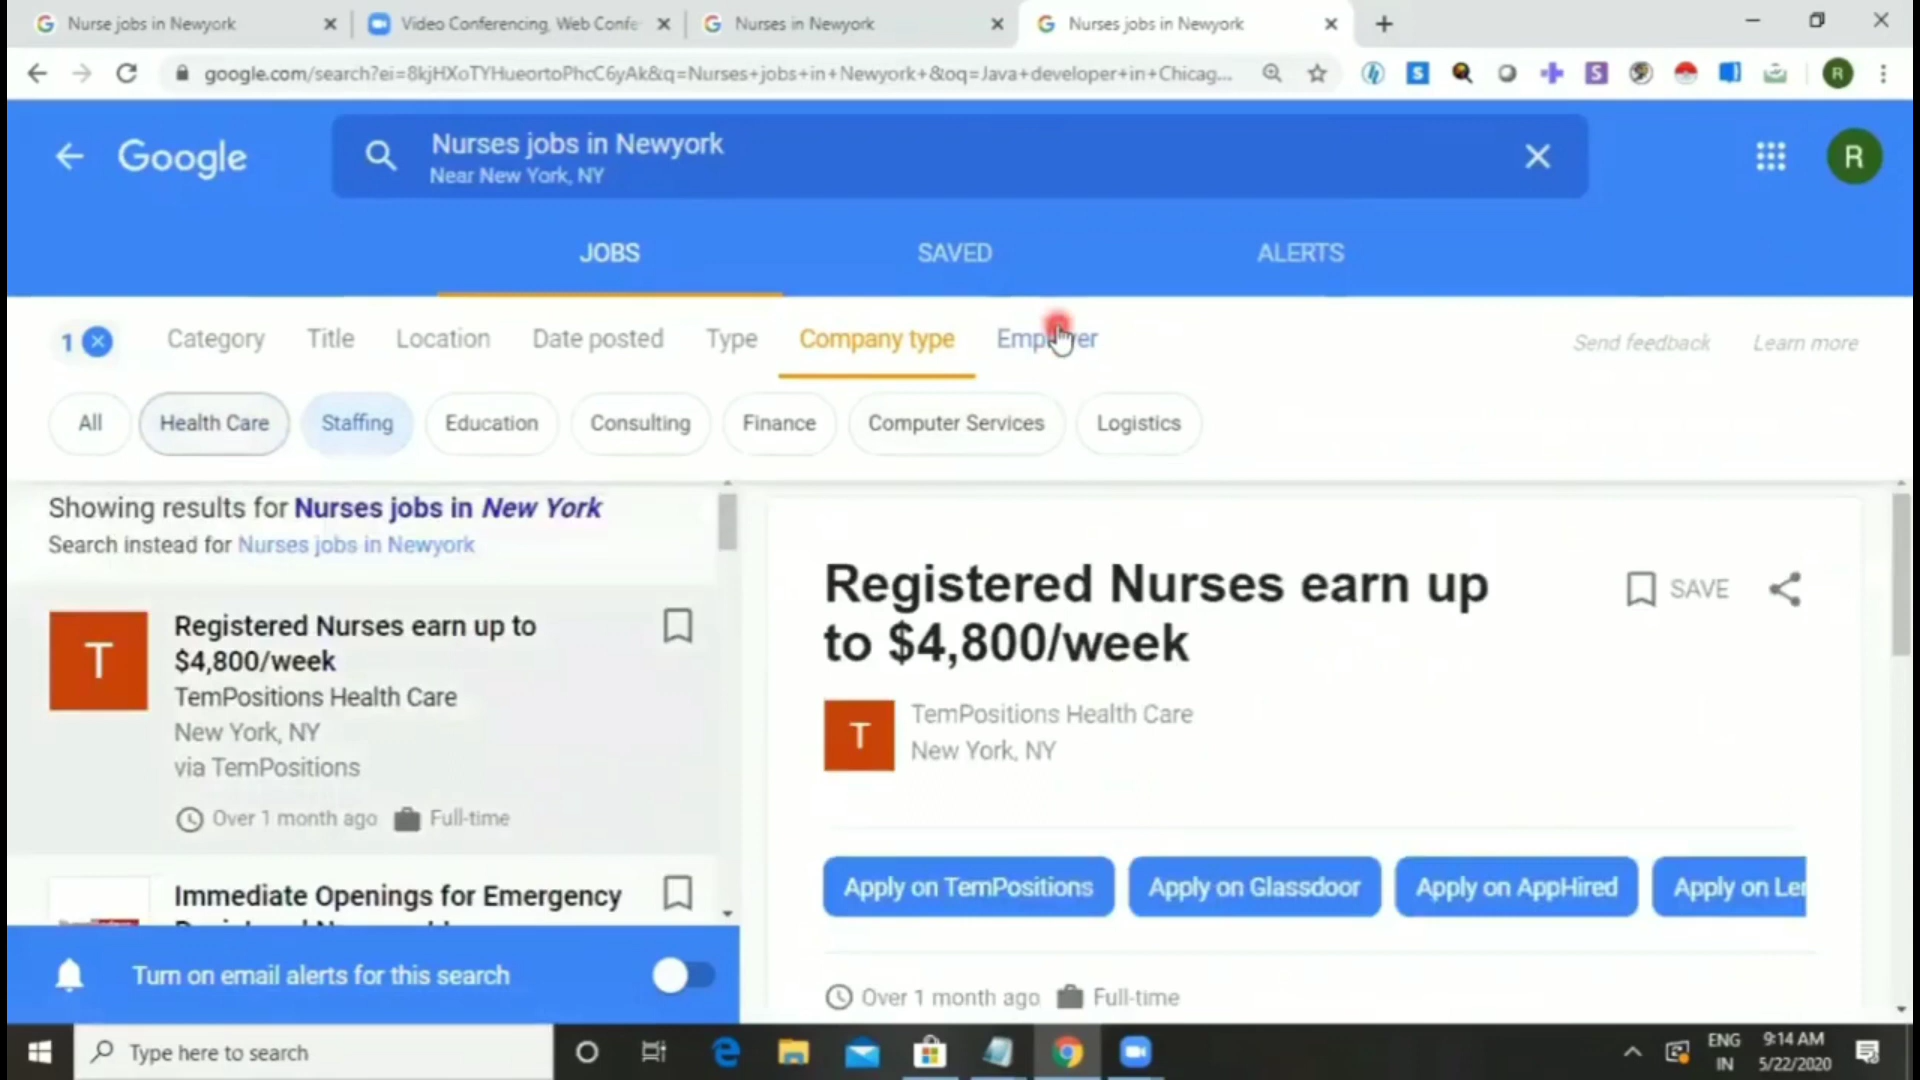 Nurse jobs in Newyork
Video Conferencing, Web Confe
Nurses in Newyork
Nurses jobs in Newyork
google.com/search?ei=8kjHXoTYHueortoPhcC6yAk&q=Nurses+jobs+in+Newyork+&oq=Java+developer+in+Chicag...
S
S
R
Google
Nurses jobs in Newyork
Near New York, NY
R
JOBS
SAVED
ALERTS
1
Category
Title
Location
Date posted
Type
Company type
Send feedback
Learn more
All
Health Care
Staffing
Education
Consulting
Finance
Computer Services
Logistics
Showing results for Nurses jobs in New York
Search instead for Nurses jobs in Newyork
T
Registered Nurses earn up to
$4,800/week
TemPositions Health Care
New York, NY
via TemPositions
Over 1 month ago
Full-time
Immediate Openings for Emergency
Turn on email alerts for this search
Registered Nurses earn up
to $4,800/week
SAVE
T
TemPositions Health Care
New York, NY
Apply on TemPositions
Apply on Glassdoor
Apply on AppHired
Apply on Ler
Over 1 month ago
Full-time
Type here to search
ENG
IN
9:14 AM
5/22/2020